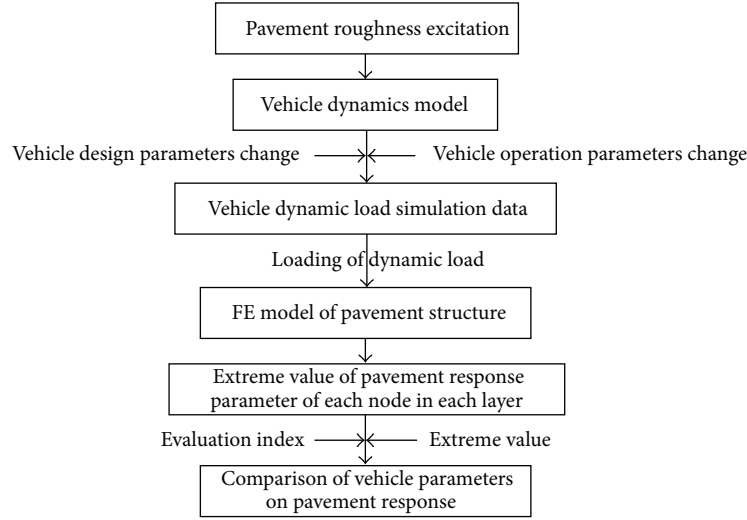 Pavement roughness excitation
Vehicle dynamics model
Vehicle design parameters change
Vehicle operation parameters change
Vehicle dynamic load simulation data
Loading of dynamic load
FE model of pavement structure
Extreme value of pavement response
parameter of each node in each layer
Evaluation index
Extreme value
Comparison of vehicle parameters
on pavement response